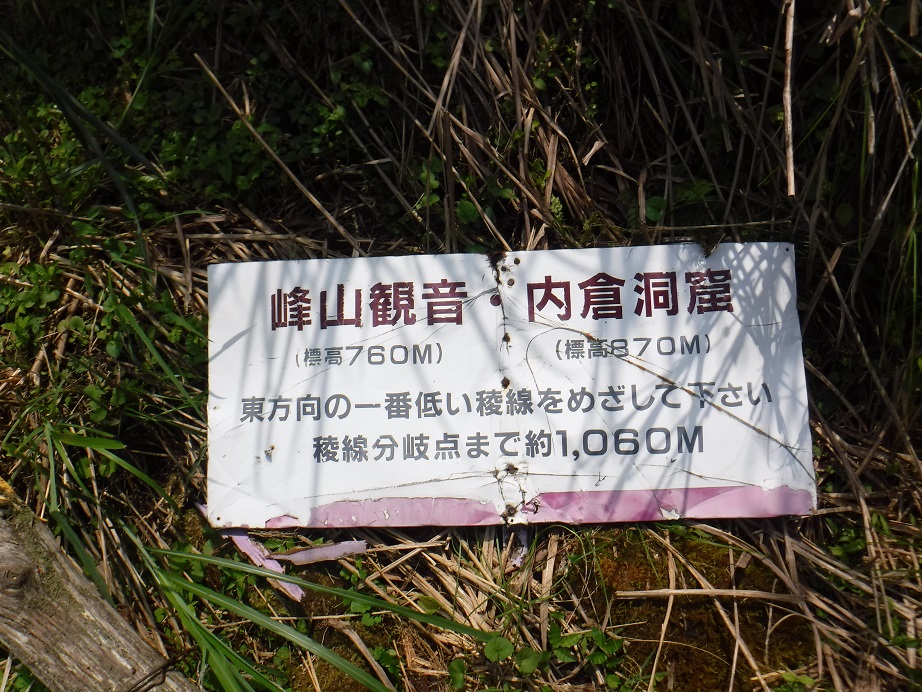 峰山観音・内倉洞窟
(標高760M) (標高870M)
東方向の一番低い稜線をめざして下さい
稜線分岐点まで約1,060M